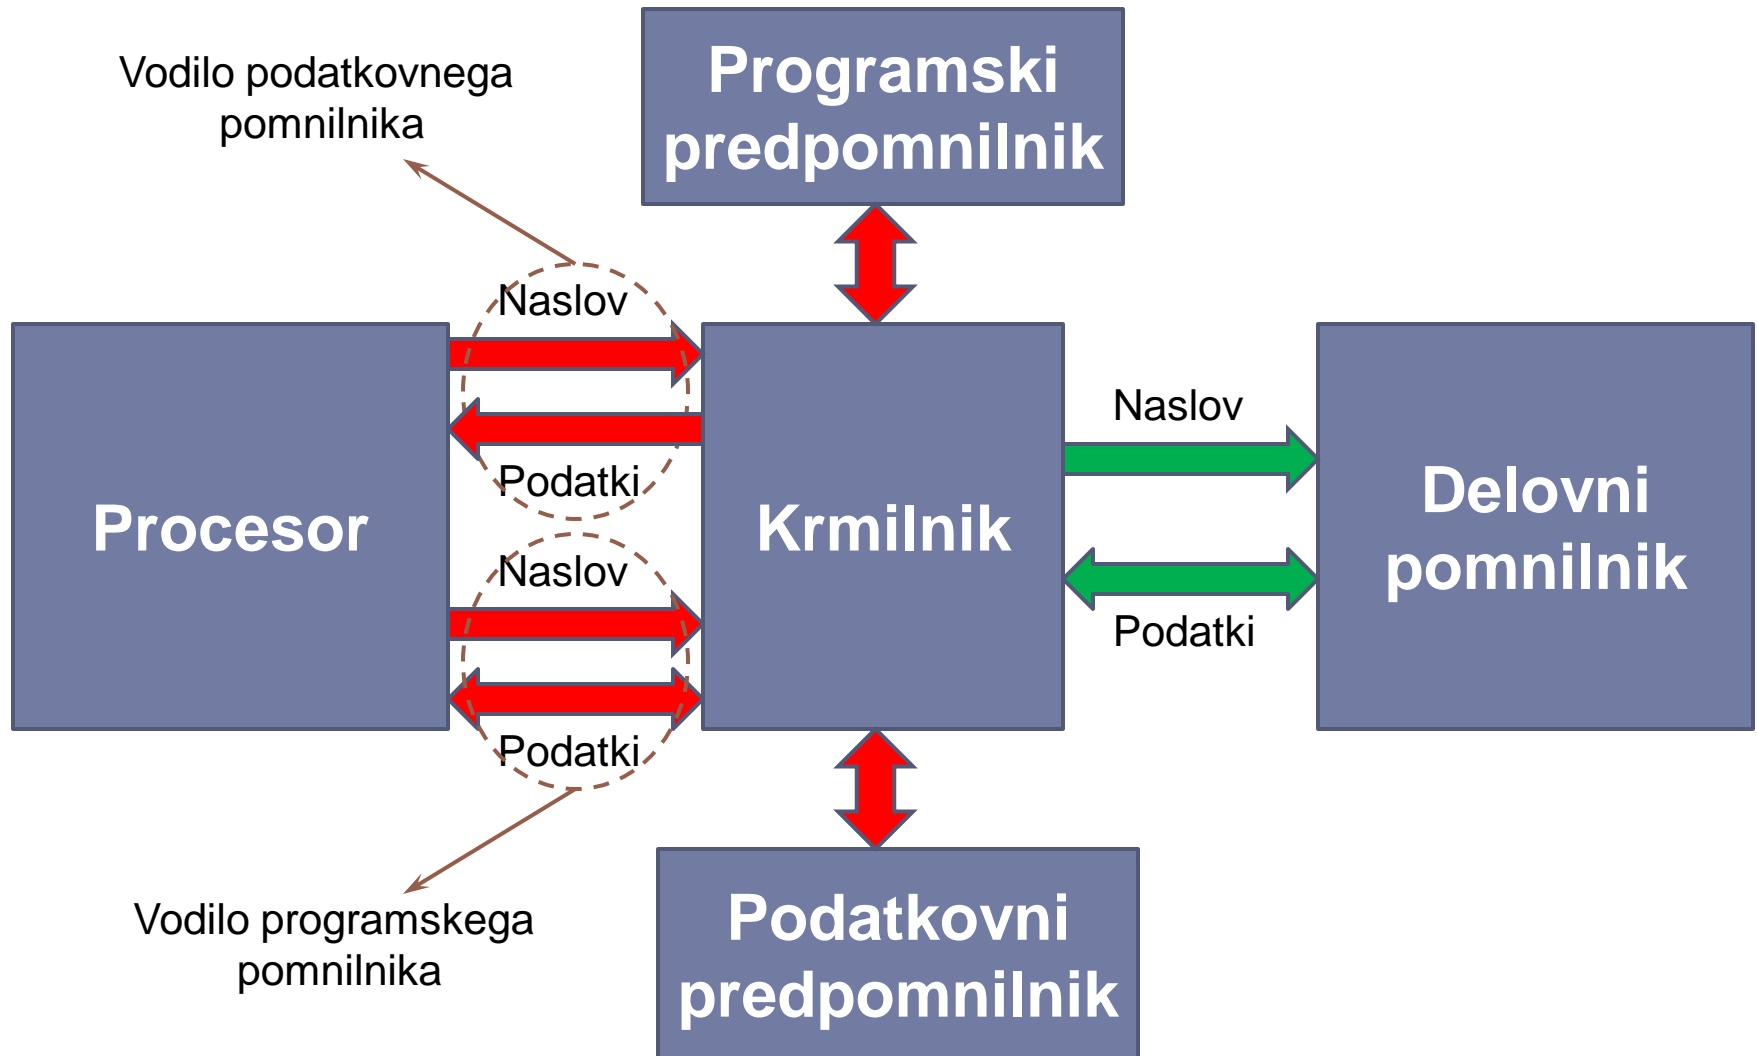 Vodilo podatkovnega
pomnilnika
Programski
predpomnilnik
Naslov
Podatki
Procesor
Naslov
Podatki
Krmilnik
Naslov
Podatki
Delovni
pomnilnik
Vodilo programskega
pomnilnika
Podatkovni
predpomnilnik